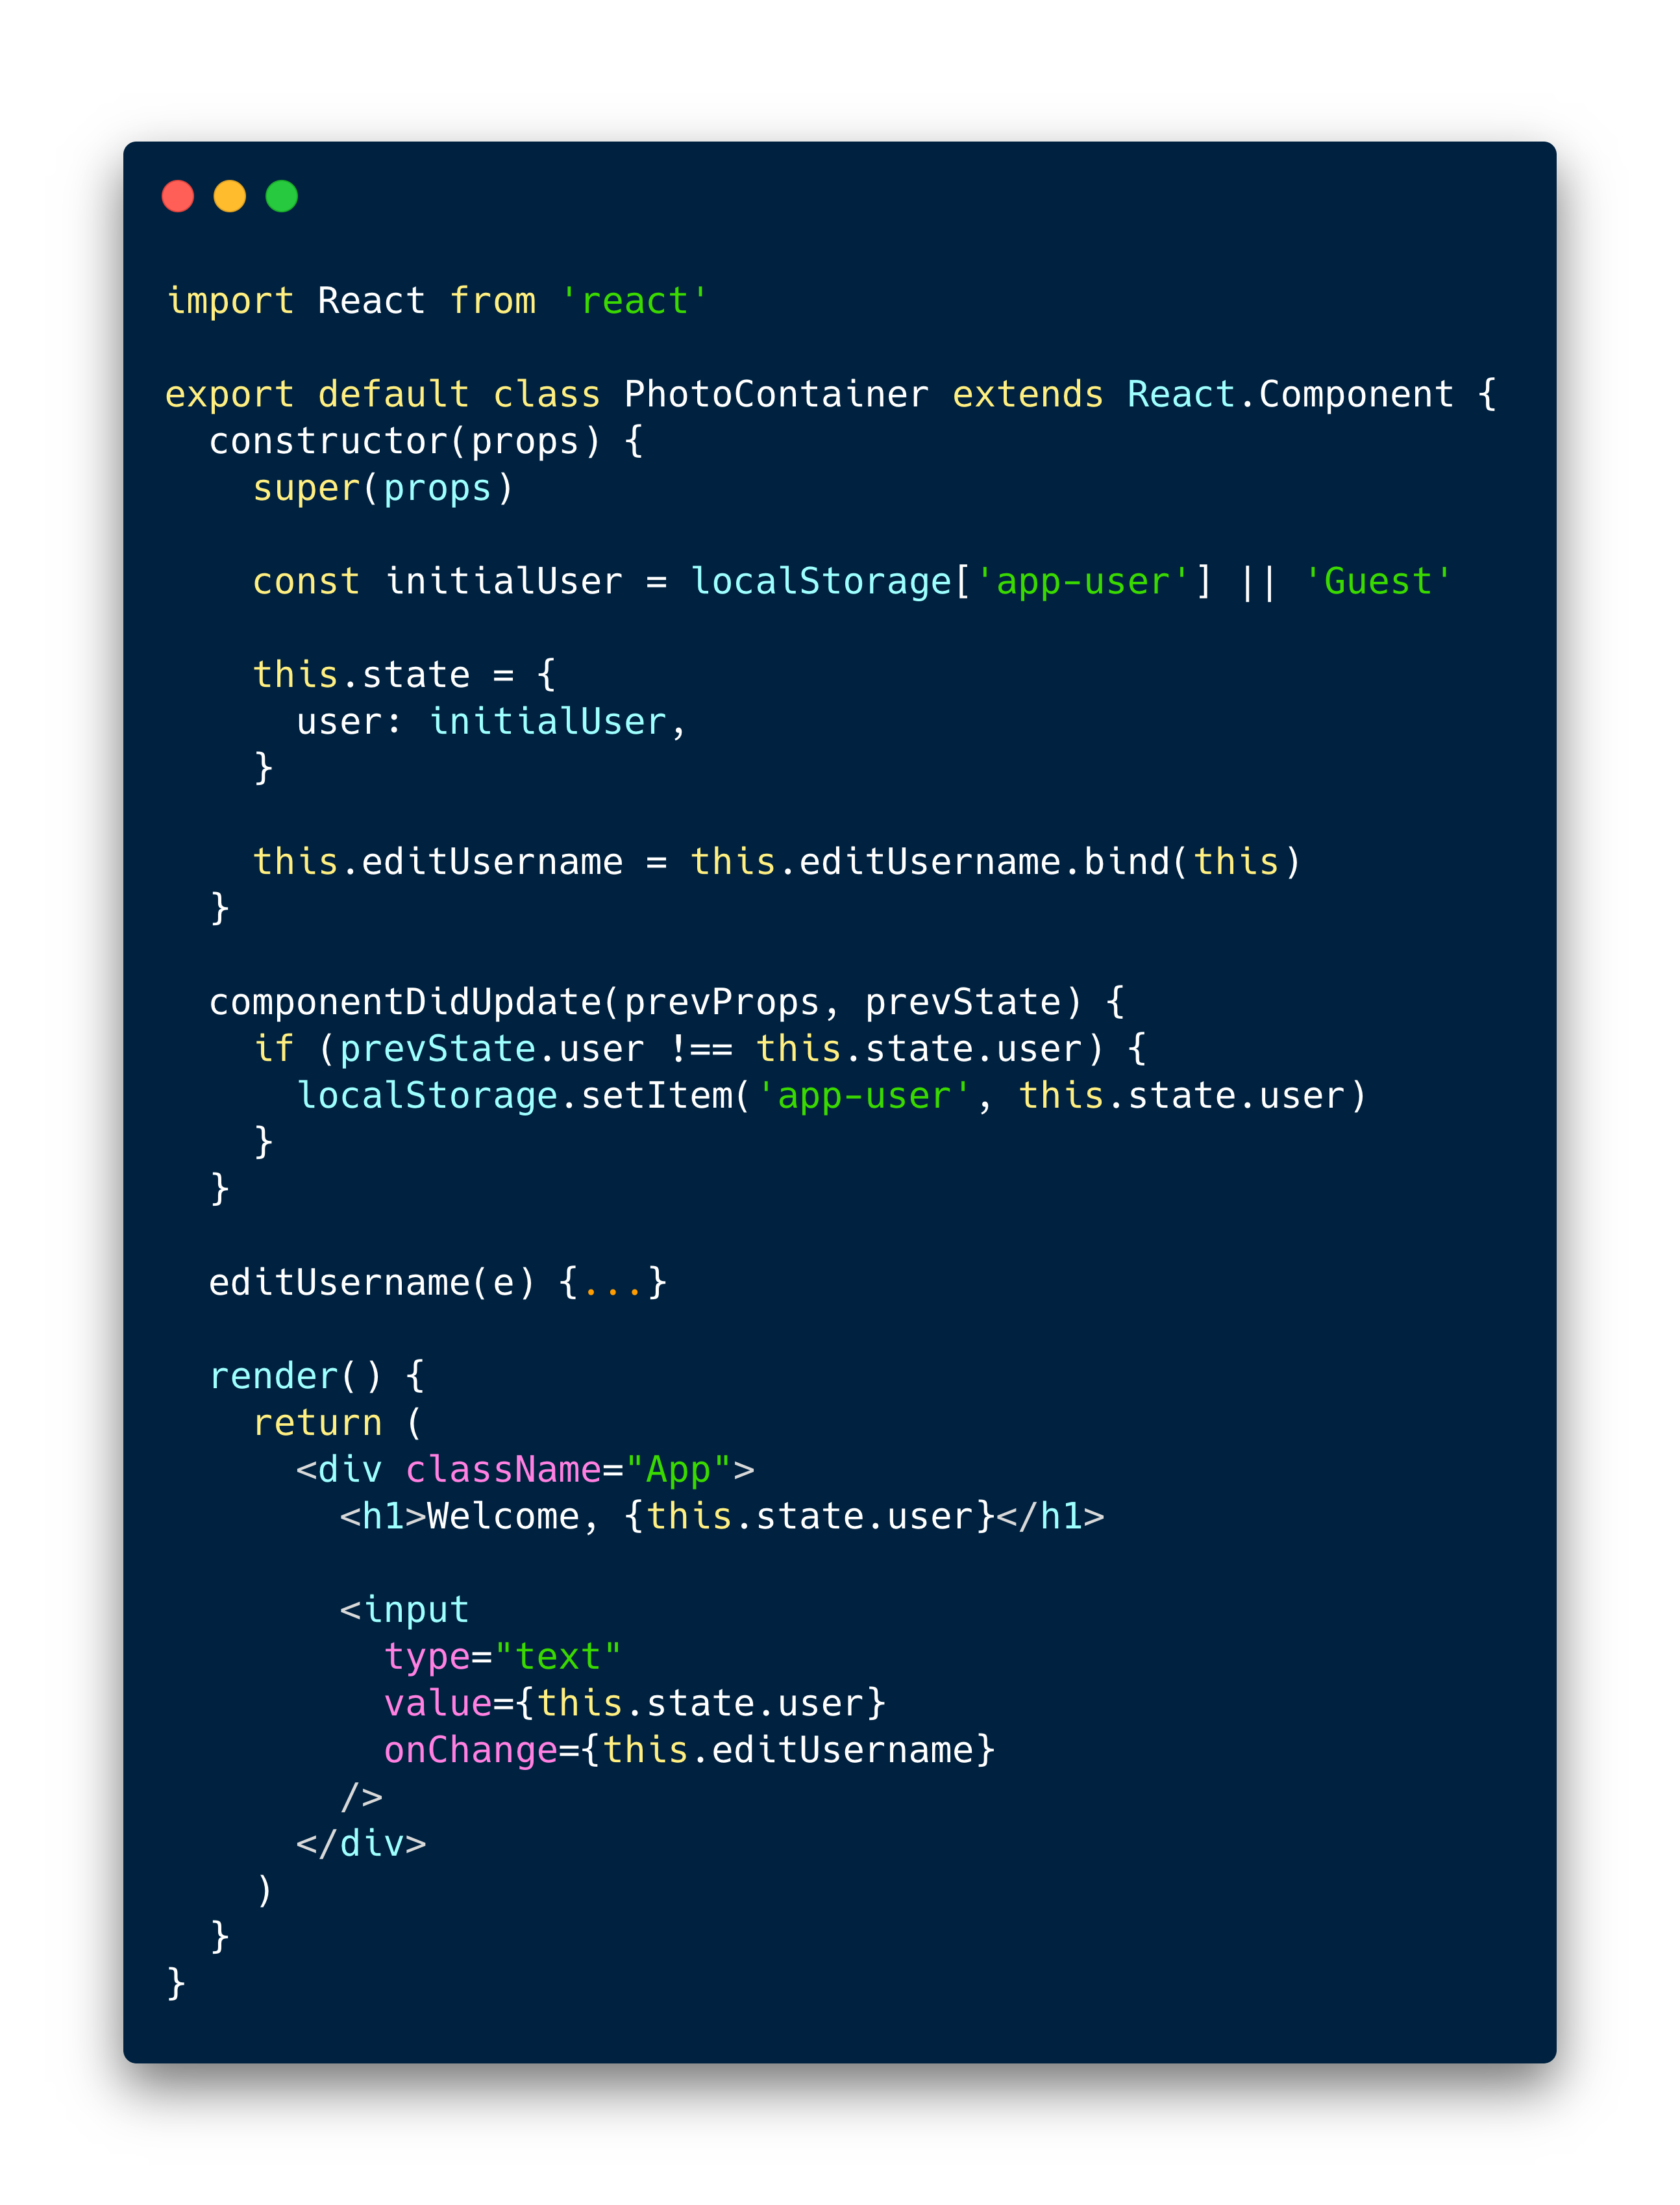 import React from 'react'
export default class PhotoContainer extends React.Component {
  constructor(props) {
    super(props)
    const initialUser = localStorage['app-user'] || 'Guest'
    this.state = {
      user: initialUser,
    }
    this.editUsername = this.editUsername.bind(this)
  }
  componentDidUpdate(prevProps, prevState) {
    if (prevState.user !== this.state.user) {
      localStorage.setItem('app-user', this.state.user)
    }
  }
  editUsername(e) {...}
  render() {
    return (
      <div className="App">
        <h1>Welcome, {this.state.user}</h1>
        <input
          type="text"
          value={this.state.user}
          onChange={this.editUsername}
        />
      </div>
    )
  }
}